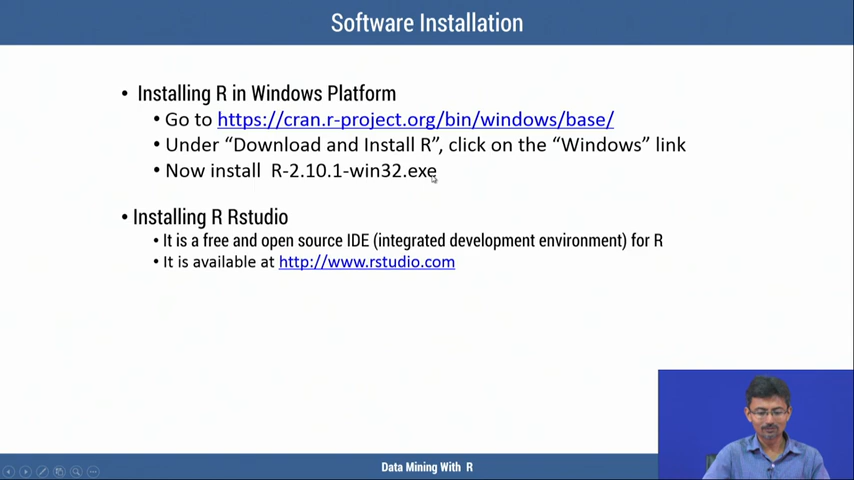 Software Installation
• Installing R in Windows Platform
• Go to https://cran.r-project.org/bin/windows/base/
• Under “Download and Install R”, click on the “Windows” link
• Now install R-2.10.1-win32.exe
• Installing R Rstudio
• It is a free and open source IDE (integrated development environment) for R
• It is available at http://www.rstudio.com
Data Mining With R